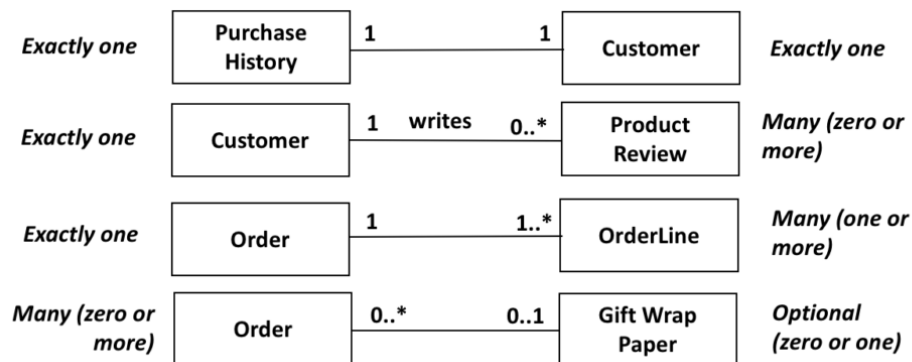 Exactly one
Purchase
History
1
1
Customer
Exactly one
Exactly one
Customer
1
writes
0..*
Product
Review
Many (zero or
more)
Exactly one
Order
1
1..*
OrderLine
Many (one or
more)
Many (zero or
more)
Order
0..*
0..1
Gift Wrap
Paper
Optional
(zero or one)